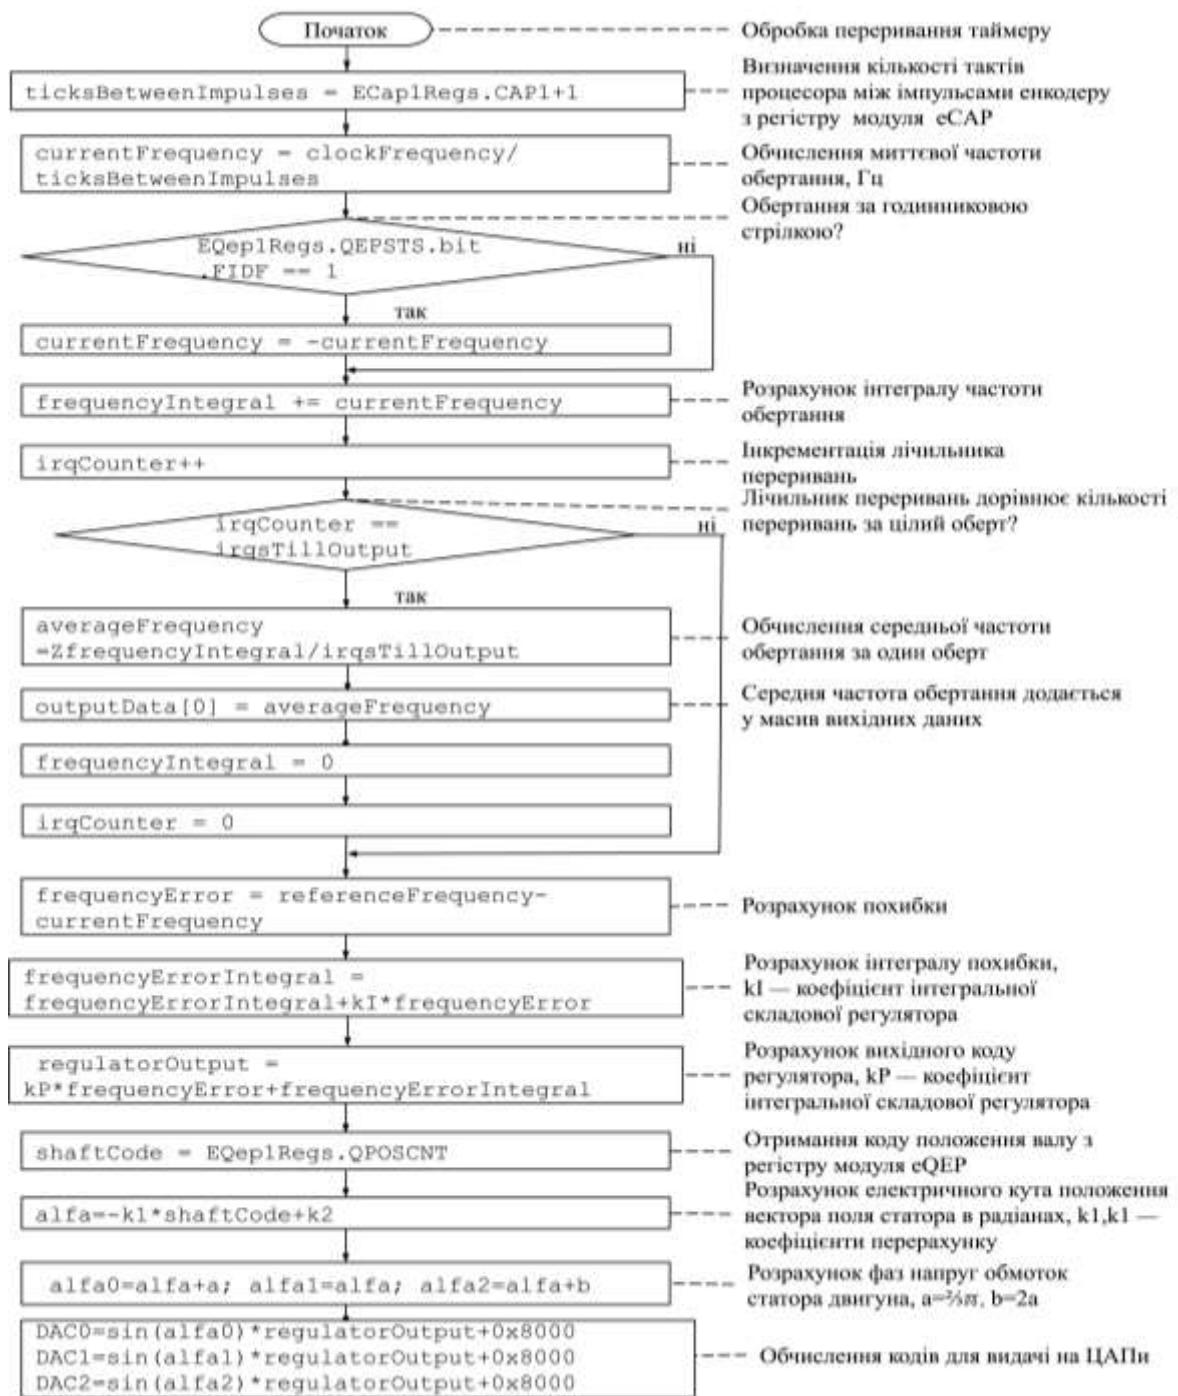 Початок
Обробка переривання таймеру
ticksBetweenImpulses = ECap1Regs.CAP1+1
Визначення кількості тактів
процесора між імпульсами енкодеру
з регістру модуля eCAP
currentFrequency = clockFrequency/
ticksBetweenImpulses
Обчислення миттєвої частоти
обертання, Гц
Обертання за годинниковою
стрілкою?
EQep1Regs.QEPSTS.bit
.FIDF == 1
ні
так
currentFrequency = -currentFrequency
frequencyIntegral += currentFrequency
Розрахунок інтегралу частоти
обертання
irqCounter++
Інкрементація лічильника
переривань
Лічильник переривань дорівнює кількості
переривань за цілий оберт?
irqCounter ==
irqsTillOutput
ні
так
averageFrequency
=ZfrequencyIntegral/irqsTillOutput
Обчислення середньої частоти
обертання за один оберт
outputData[0] = averageFrequency
Середня частота обертання додається
у масив вихідних даних
frequencyIntegral = 0
irqCounter = 0
frequencyError = referenceFrequency-
currentFrequency
Розрахунок похибки
frequencyErrorIntegral =
frequencyErrorIntegral+kI*frequencyError
Розрахунок інтегралу похибки,
kI — коефіцієнт інтегральної
складової регулятора
regulatorOutput =
kP*frequencyError+frequencyErrorIntegral
Розрахунок вихідного коду
регулятора, kP — коефіцієнт
інтегральної складової регулятора
shaftCode = EQep1Regs.QPOSCNT
Отримання коду положення валу з
регістру модуля eQEP
alfa=-k1*shaftCode+k2
Розрахунок електричного кута положення
вектора поля статора в радіанах, k1,k1 —
коефіцієнти перерахунку
alfa0=alfa+a; alfa1=alfa; alfa2=alfa+b
Розрахунок фаз напруг обмоток
статора двигуна, a=⅔π, b=2a
DAC0=sin(alfa0)*regulatorOutput+0x8000
DAC1=sin(alfa1)*regulatorOutput+0x8000
DAC2=sin(alfa2)*regulatorOutput+0x8000
Обчислення кодів для видачі на ЦАПи